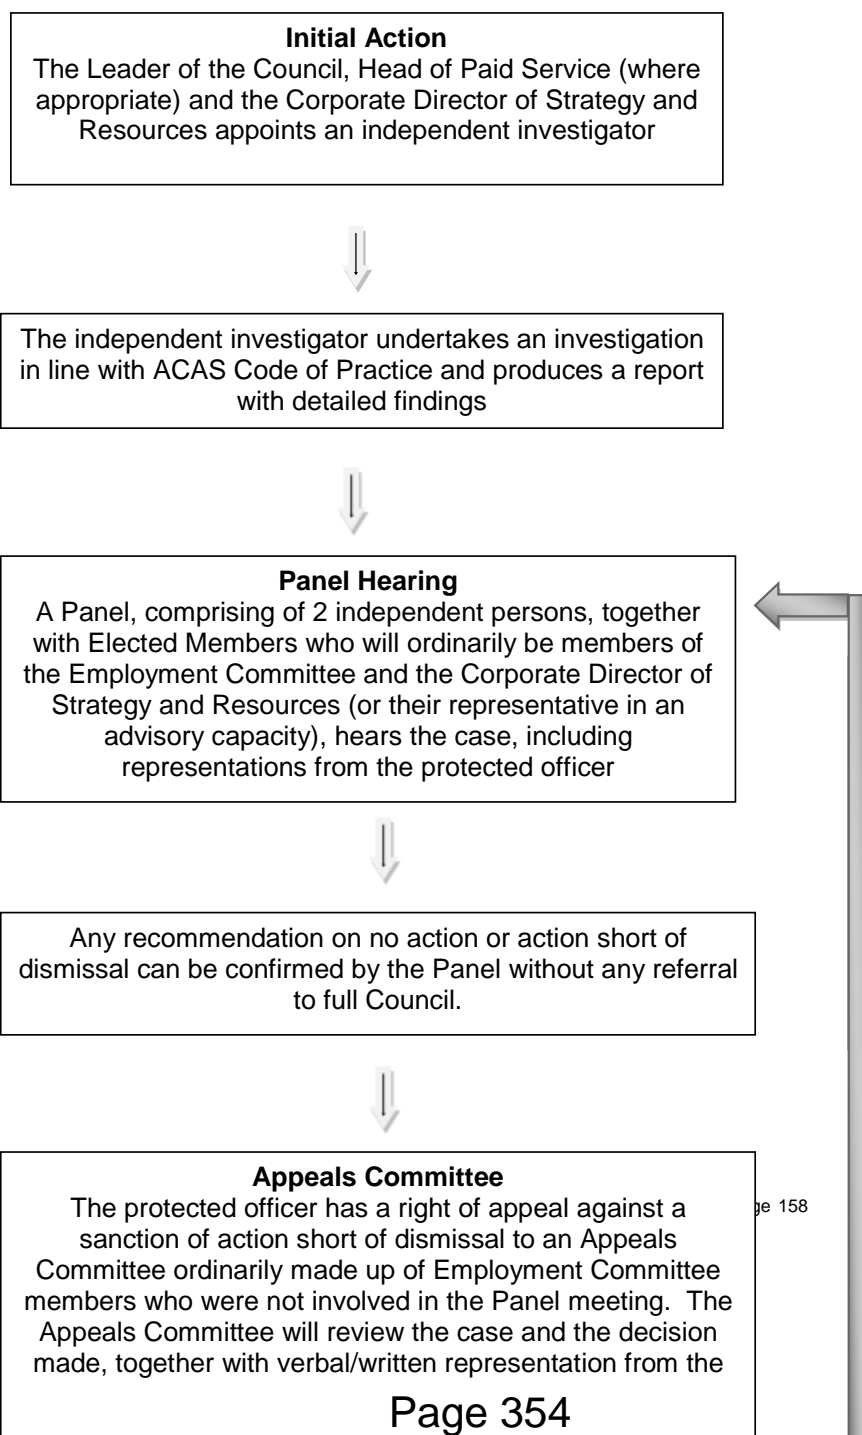 Initial Action
The Leader of the Council, Head of Paid Service (where
appropriate) and the Corporate Director of Strategy and
Resources appoints an independent investigator
The independent investigator undertakes an investigation
in line with ACAS Code of Practice and produces a report
with detailed findings
Panel Hearing
A Panel, comprising of 2 independent persons, together
with Elected Members who will ordinarily be members of
the Employment Committee and the Corporate Director of
Strategy and Resources (or their representative in an
advisory capacity), hears the case, including
representations from the protected officer
Any recommendation on no action or action short of
dismissal can be confirmed by the Panel without any referral
to full Council.
Appeals Committee
The protected officer has a right of appeal against a
sanction of action short of dismissal to an Appeals
Committee ordinarily made up of Employment Committee
members who were not involved in the Panel meeting. The
Appeals Committee will review the case and the decision
made, together with verbal/written representation from the
ge 158
Page 354